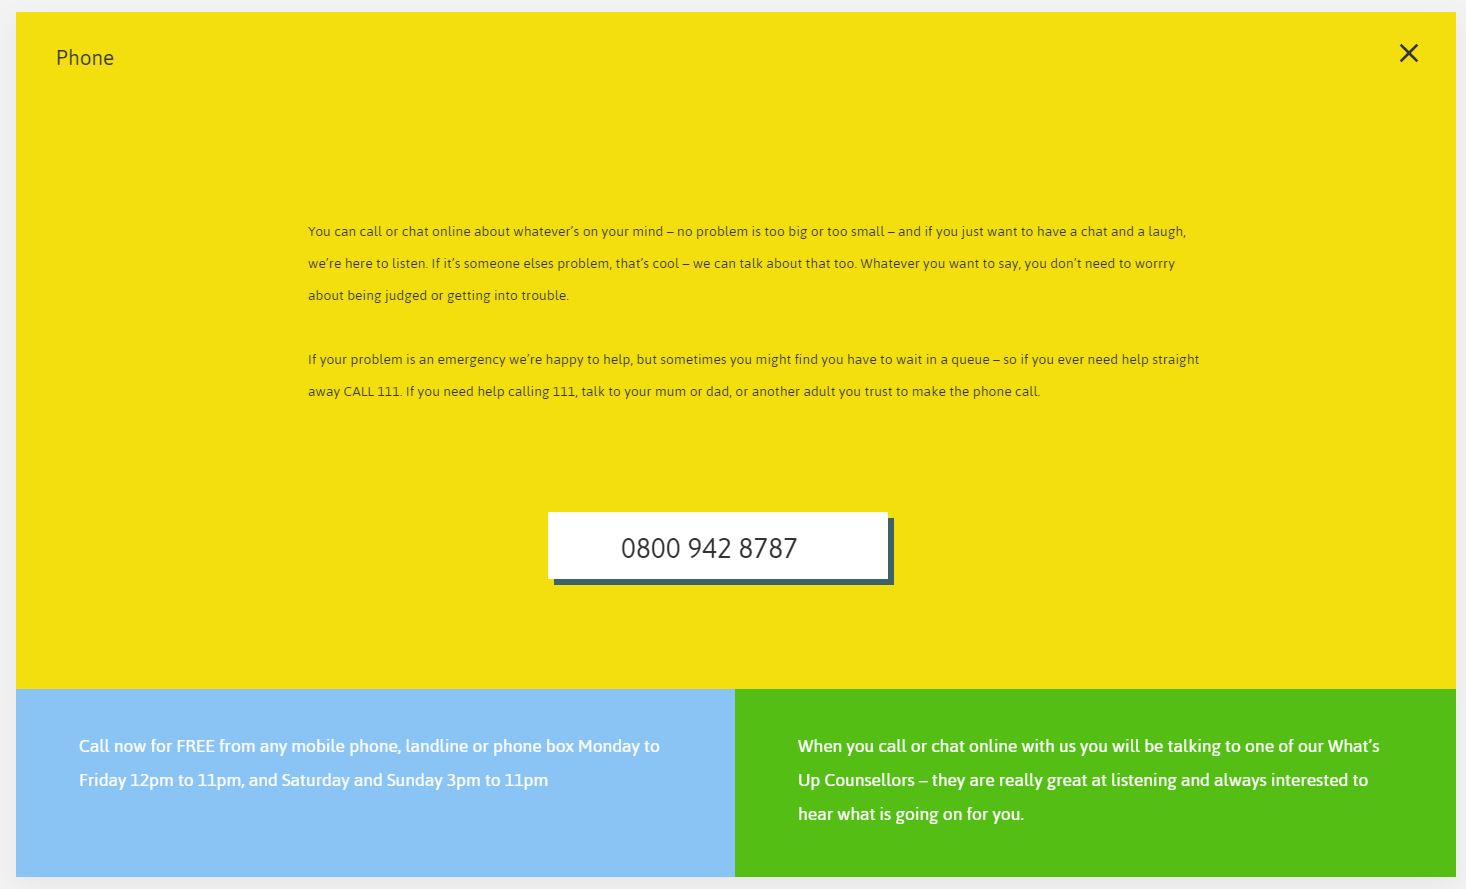 Phone
You can call or chat online about whatever’s on your mind – no problem is too big or too small – and if you just want to have a chat and a laugh,
we’re here to listen. If it’s someone elses problem, that’s cool – we can talk about that too. Whatever you want to say, you don’t need to worrry
about being judged or getting into trouble.
If your problem is an emergency we’re happy to help, but sometimes you might find you have to wait in a queue – so if you ever need help straight
away CALL 111. If you need help calling 111, talk to your mum or dad, or another adult you trust to make the phone call.
0800 942 8787
Call now for FREE from any mobile phone, landline or phone box Monday to
Friday 12pm to 11pm, and Saturday and Sunday 3pm to 11pm
When you call or chat online with us you will be talking to one of our What’s
Up Counsellors – they are really great at listening and always interested to
hear what is going on for you.